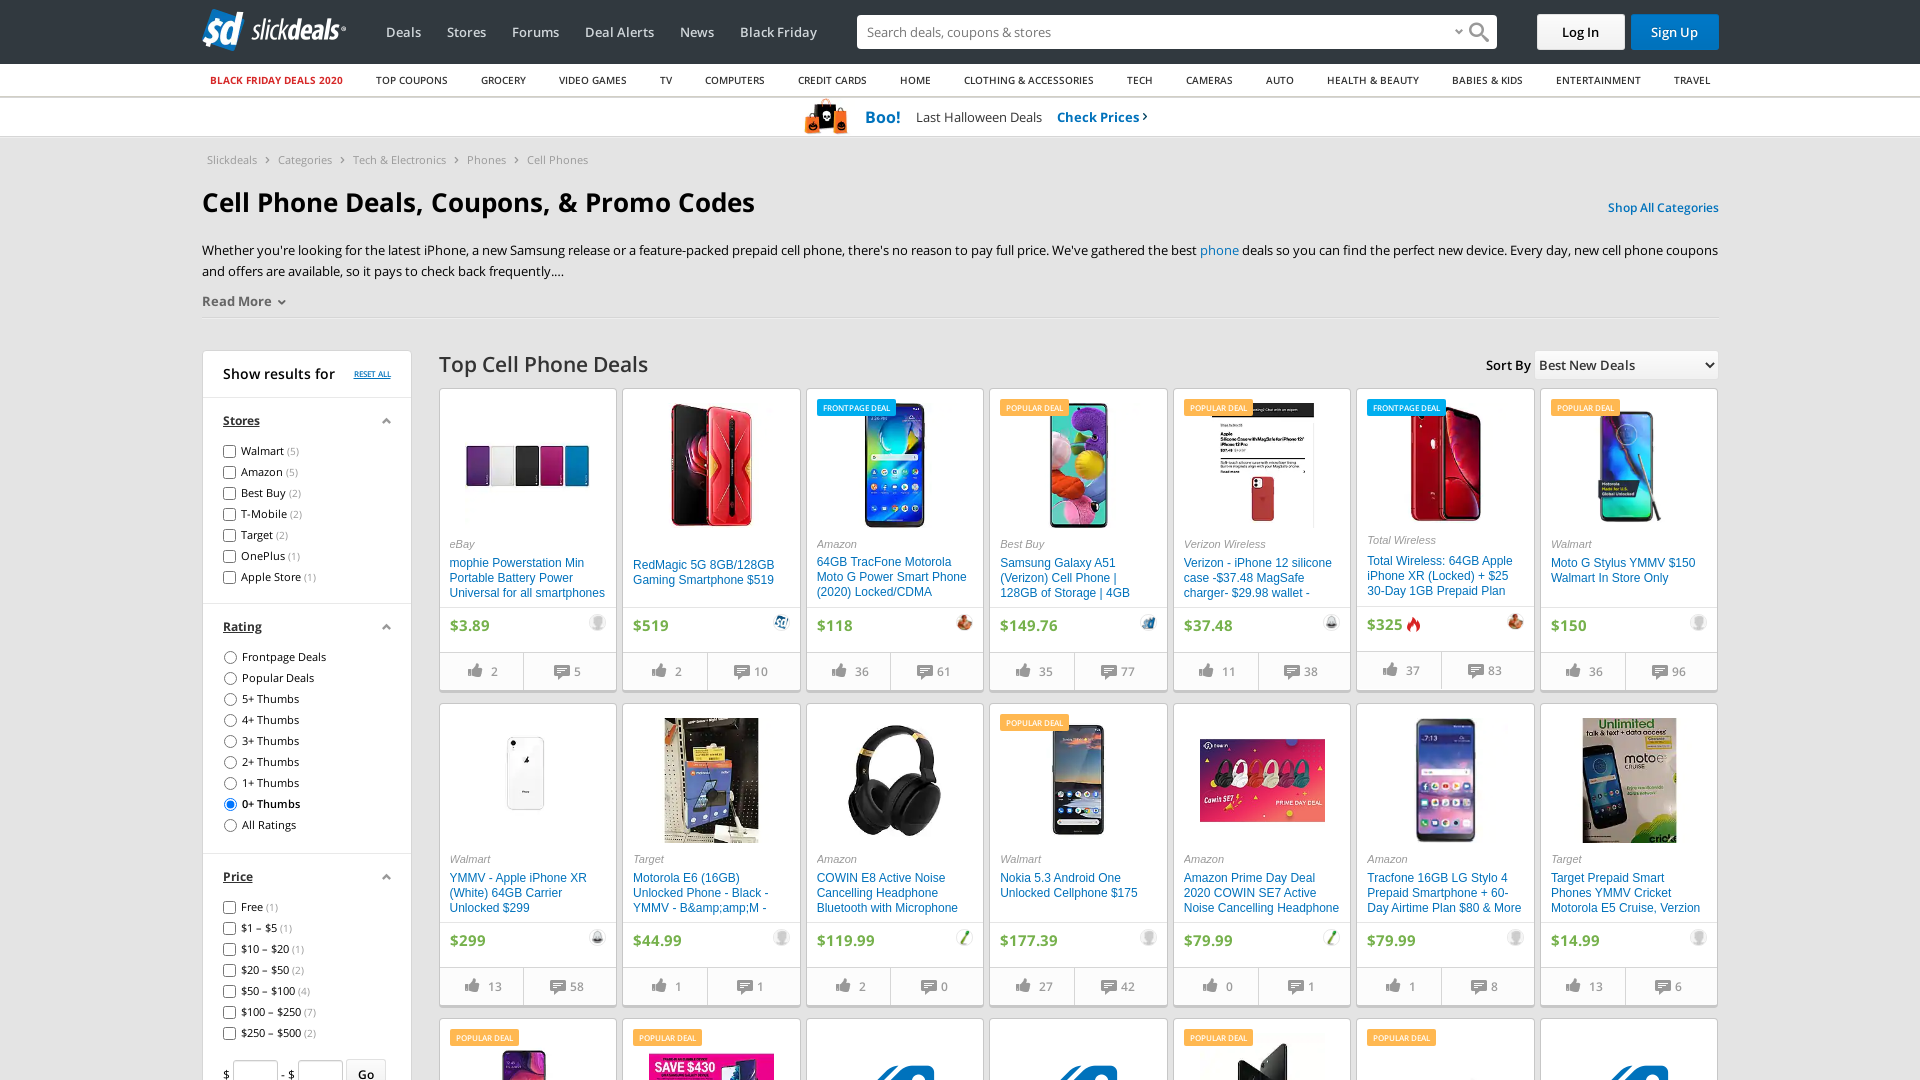 slickdeals
Deals
Stores
Forums
Deal Alerts
News
Black Friday
Search deals, coupons & stores
Log In
Sign Up
BLACK FRIDAY DEALS 2020
TOP COUPONS
GROCERY
VIDEO GAMES
TV
COMPUTERS
CREDIT CARDS
HOME
CLOTHING & ACCESSORIES
TECH
CAMERAS
AUTO
HEALTH & BEAUTY
BABIES & KIDS
ENTERTAINMENT
TRAVEL
Boo! Last Halloween Deals Check Prices
Slickdeals > Categories > Tech & Electronics > Phones > Cell Phones
Cell Phone Deals, Coupons, & Promo Codes
Shop All Categories
Whether you're looking for the latest iPhone, a new Samsung release or a feature-packed prepaid cell phone, there's no reason to pay full price. We've gathered the best phone deals so you can find the perfect new device. Every day, new cell phone coupons
and offers are available, so it pays to check back frequently....
Read More
Show results for
RESET ALL
Stores
Walmart (5)
Amazon (5)
Best Buy (2)
T-Mobile (2)
Target (2)
OnePlus (1)
Apple Store (1)
Rating
Frontpage Deals
Popular Deals
5+ Thumbs
4+ Thumbs
3+ Thumbs
2+ Thumbs
1+ Thumbs
0+ Thumbs
All Ratings
Price
Free (1)
$1 – $5 (1)
$10 – $20 (1)
$20 – $50 (2)
$50 – $100 (4)
$100 – $250 (7)
$250 – $500 (2)
$ - $ Go
Top Cell Phone Deals
Sort By Best New Deals
eBay
mophie Powerstation Min
Portable Battery Power
Universal for all smartphones
$3.89
2
5
RedMagic 5G 8GB/128GB
Gaming Smartphone $519
$519
2
10
FRONTPAGE DEAL
Amazon
64GB TracFone Motorola
Moto G Power Smart Phone
(2020) Locked/CDMA
$118
36
61
POPULAR DEAL
Best Buy
Samsung Galaxy A51
(Verizon) Cell Phone |
128GB of Storage | 4GB
$149.76
35
77
POPULAR DEAL
Verizon Wireless
Verizon - iPhone 12 silicone
case -$37.48 MagSafe
charger- $29.98 wallet -
$37.48
11
38
FRONTPAGE DEAL
Total Wireless
Total Wireless: 64GB Apple
iPhone XR (Locked) + $25
30-Day 1GB Prepaid Plan
$325
37
83
POPULAR DEAL
Walmart
Moto G Stylus YMMV $150
Walmart In Store Only
$150
36
96
Walmart
YMMV - Apple iPhone XR
(White) 64GB Carrier
Unlocked $299
$299
13
58
Target
Motorola E6 (16GB)
Unlocked Phone - Black -
YMMV - B&amp;amp;M -
$44.99
1
1
Amazon
COWIN E8 Active Noise
Cancelling Headphone
Bluetooth with Microphone
$119.99
2
0
POPULAR DEAL
Walmart
Nokia 5.3 Android One
Unlocked Cellphone $175
$177.39
27
42
Cowin SE7
PRIME DAY DEAL
Amazon
Amazon Prime Day Deal
2020 COWIN SE7 Active
Noise Cancelling Headphone
$79.99
0
1
7:13
Amazon
Tracfone 16GB LG Stylo 4
Prepaid Smartphone + 60-
Day Airtime Plan $80 & More
$79.99
1
8
Unlimited
talk & text + data access
moto e
CRUISE
cricket
Target
Target Prepaid Smart
Phones YMMV Cricket
Motorola E5 Cruise, Verzion
$14.99
13
6
POPULAR DEAL
POPULAR DEAL
SAVE $430
POPULAR DEAL
POPULAR DEAL